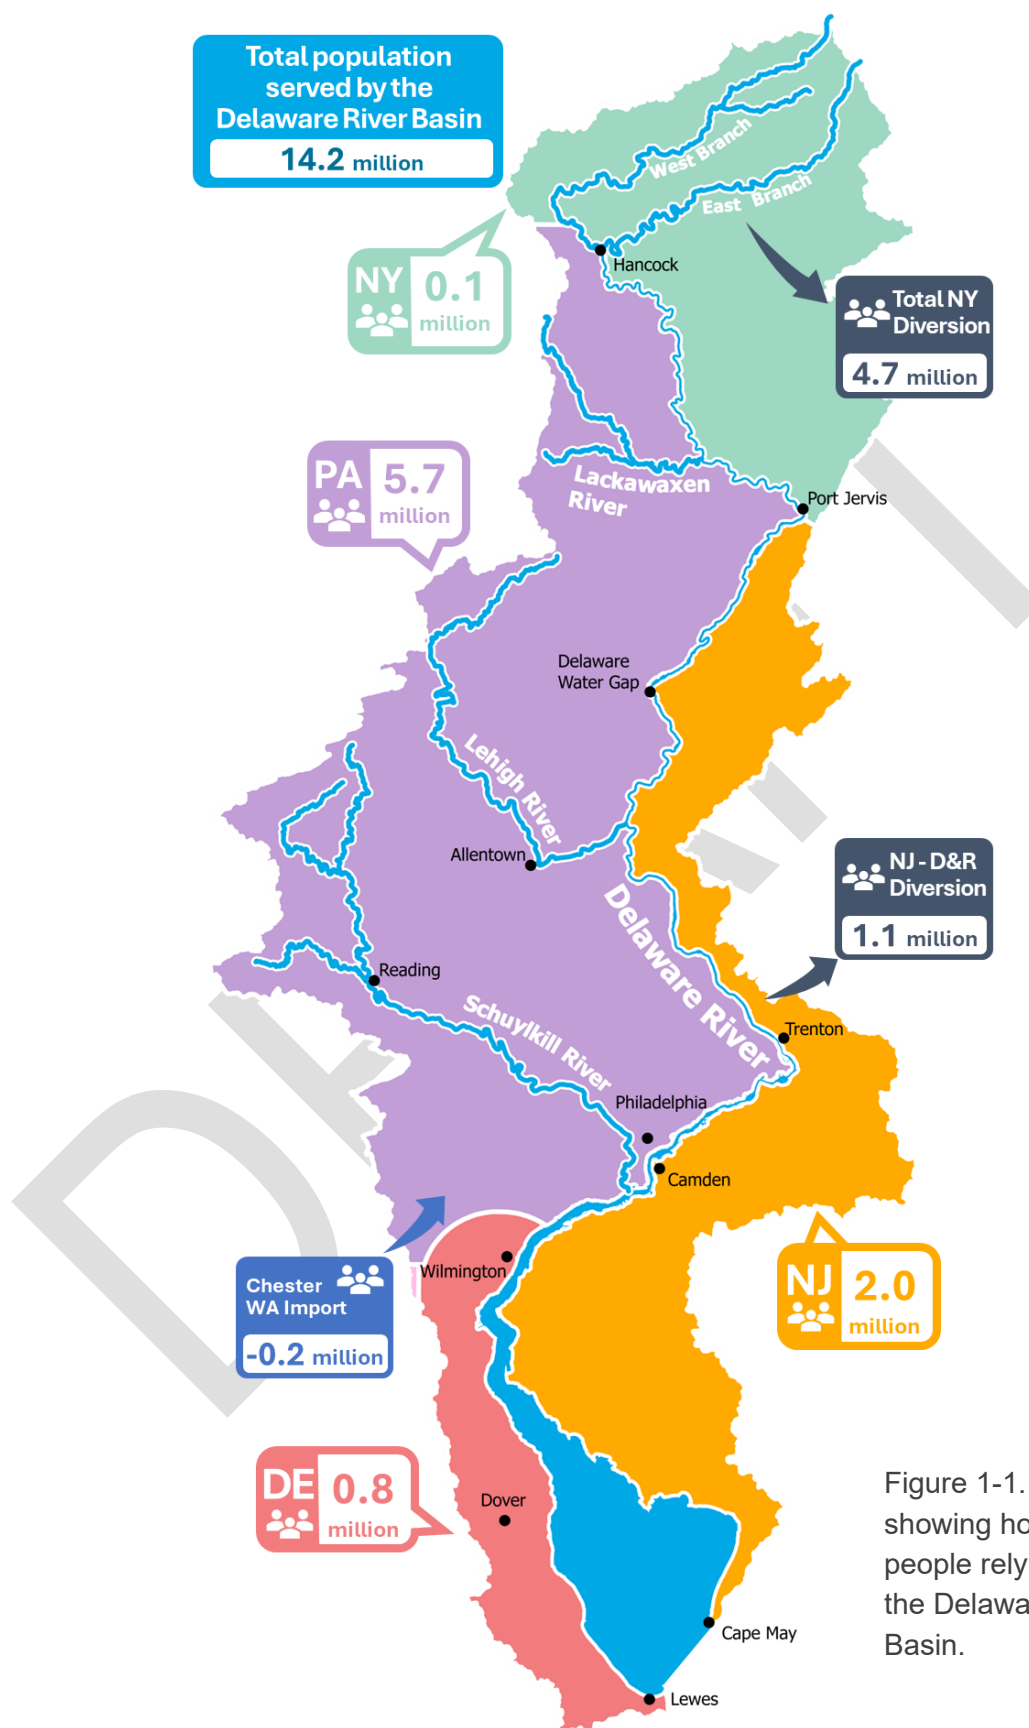 Total population
served by the
Delaware River Basin
14.2 million
West Branch
East Branch
Hancock
NY
0.1
million
Total NY
Diversion
4.7 million
PA
5.7
million
Lackawaxen
River
Port Jervis
Delaware
Water Gap
Lehigh River
Allentown
NJ - D&R
Diversion
1.1 million
Delaware River
Reading
Schuylkill River
Trenton
Philadelphia
Camden
Chester
WA Import
-0.2 million
Wilmington
NJ
2.0
million
DE
0.8
million
Dover
Figure 1-1.
showing
people rely
the
Basin.
Cape May
Lewes